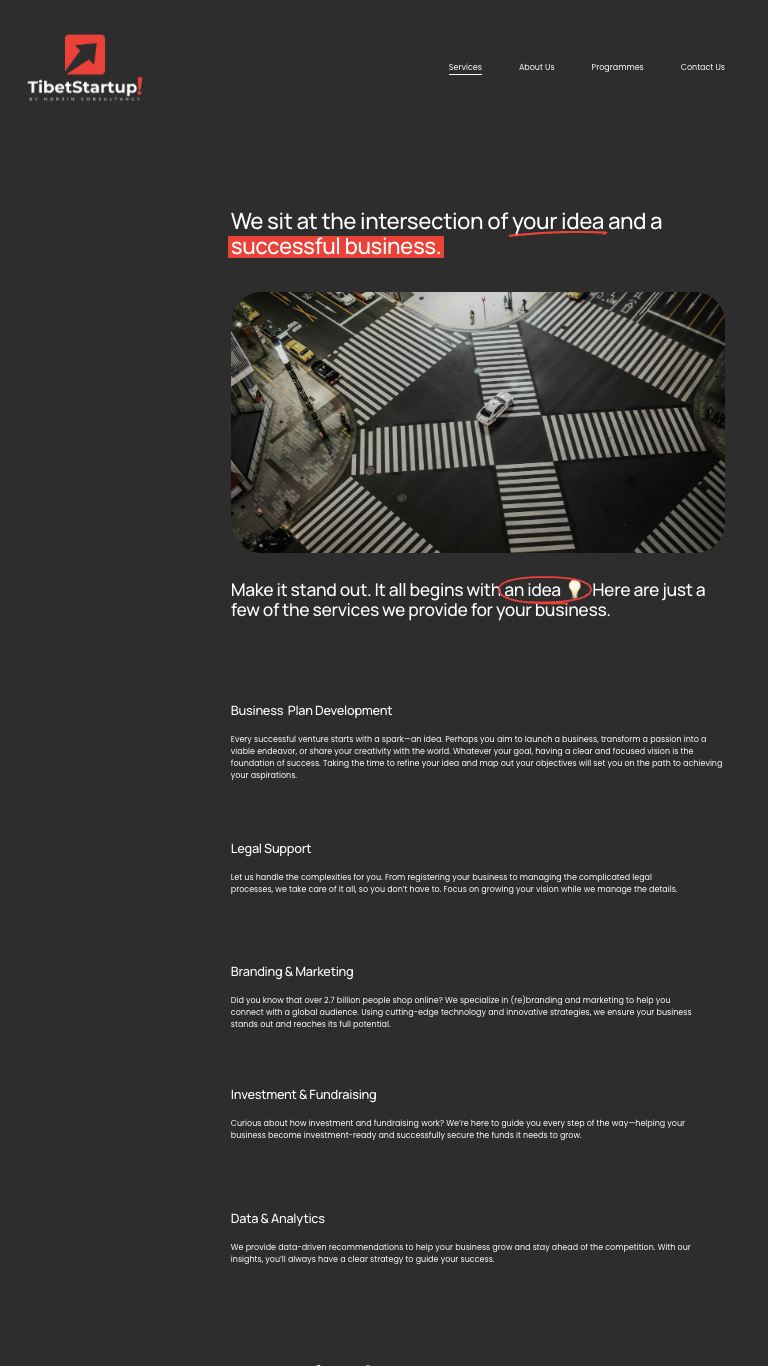 TibetStartup!
BY NORZIN CONSULTANCY
Services
About Us
Programmes
Contact Us
We sit at the intersection of your idea and a
successful business.
Make it stand out. It all begins with an idea 💡 Here are just a
few of the services we provide for your business.
Business Plan Development
Every successful venture starts with a spark—an idea. Perhaps you aim to launch a business, transform a passion into a
viable endeavor, or share your creativity with the world. Whatever your goal, having a clear and focused vision is the
foundation of success. Taking the time to refine your idea and map out your objectives will set you on the path to achieving
your aspirations.
Legal Support
Let us handle the complexities for you. From registering your business to managing the complicated legal
processes, we take care of it all, so you don't have to. Focus on growing your vision while we manage the details.
Branding & Marketing
Did you know that over 2.7 billion people shop online? We specialize in (re)branding and marketing to help you
connect with a global audience. Using cutting-edge technology and innovative strategies, we ensure your business
stands out and reaches its full potential.
Investment & Fundraising
Curious about how investment and fundraising work? We're here to guide you every step of the way—helping your
business become investment-ready and successfully secure the funds it needs to grow.
Data & Analytics
We provide data-driven recommendations to help your business grow and stay ahead of the competition. With our
insights, you'll always have a clear strategy to guide your success.